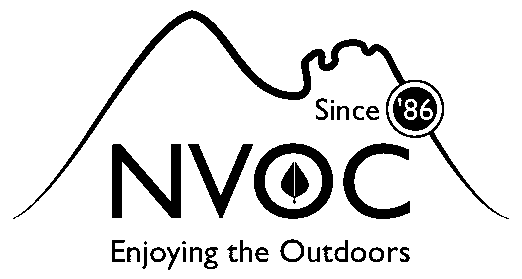 Since '86
NVOC
Enjoying the Outdoors